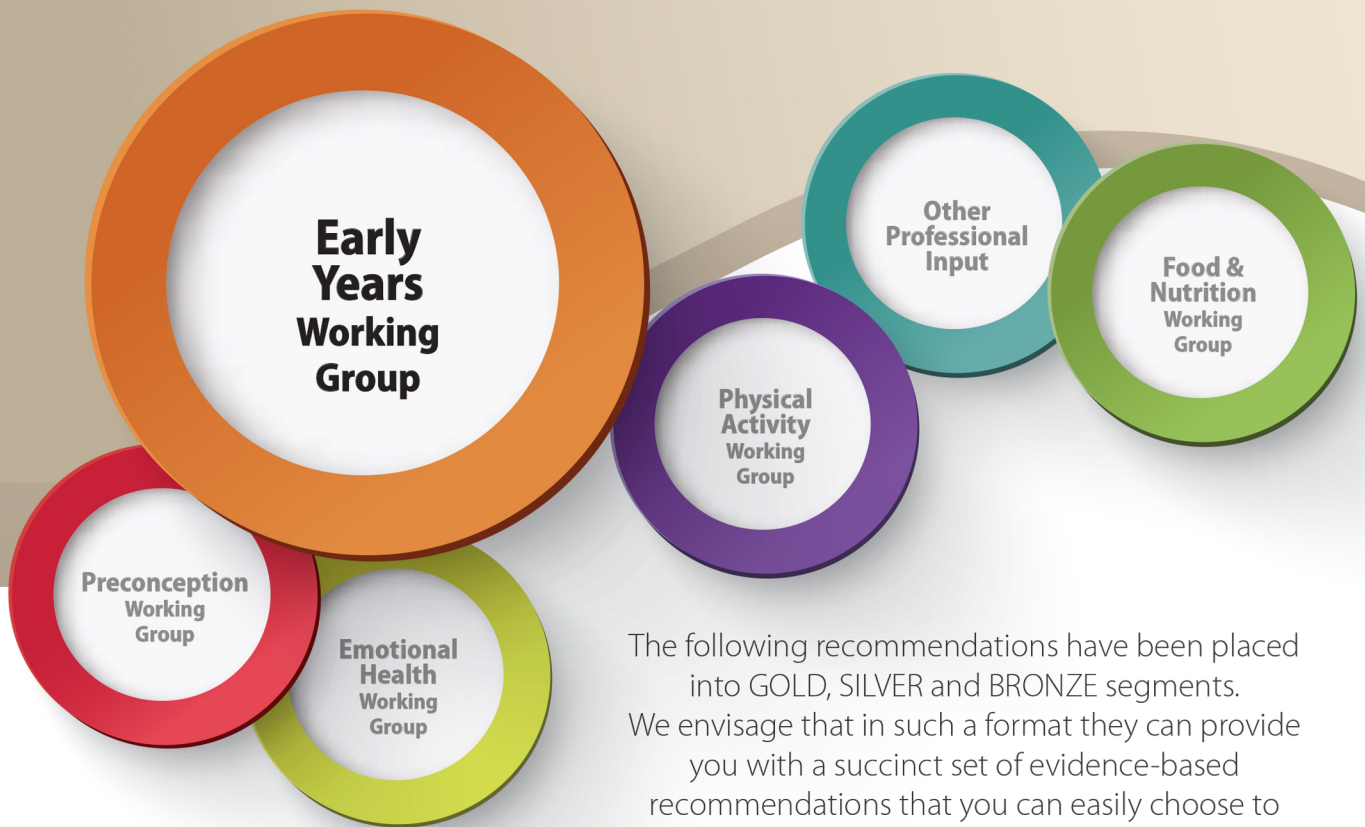 Early
Years
Working
Group
Other
Professional
Input
Food &
Nutrition
Working
Group
Physical
Activity
Working
Group
Preconception
Working
Group
Emotional
Health
Working
Group
The following recommendations have been placed
into GOLD, SILVER and BRONZE segments.
We envisage that in such a format they can provide
you with a succinct set of evidence-based
recommendations that you can easily choose to